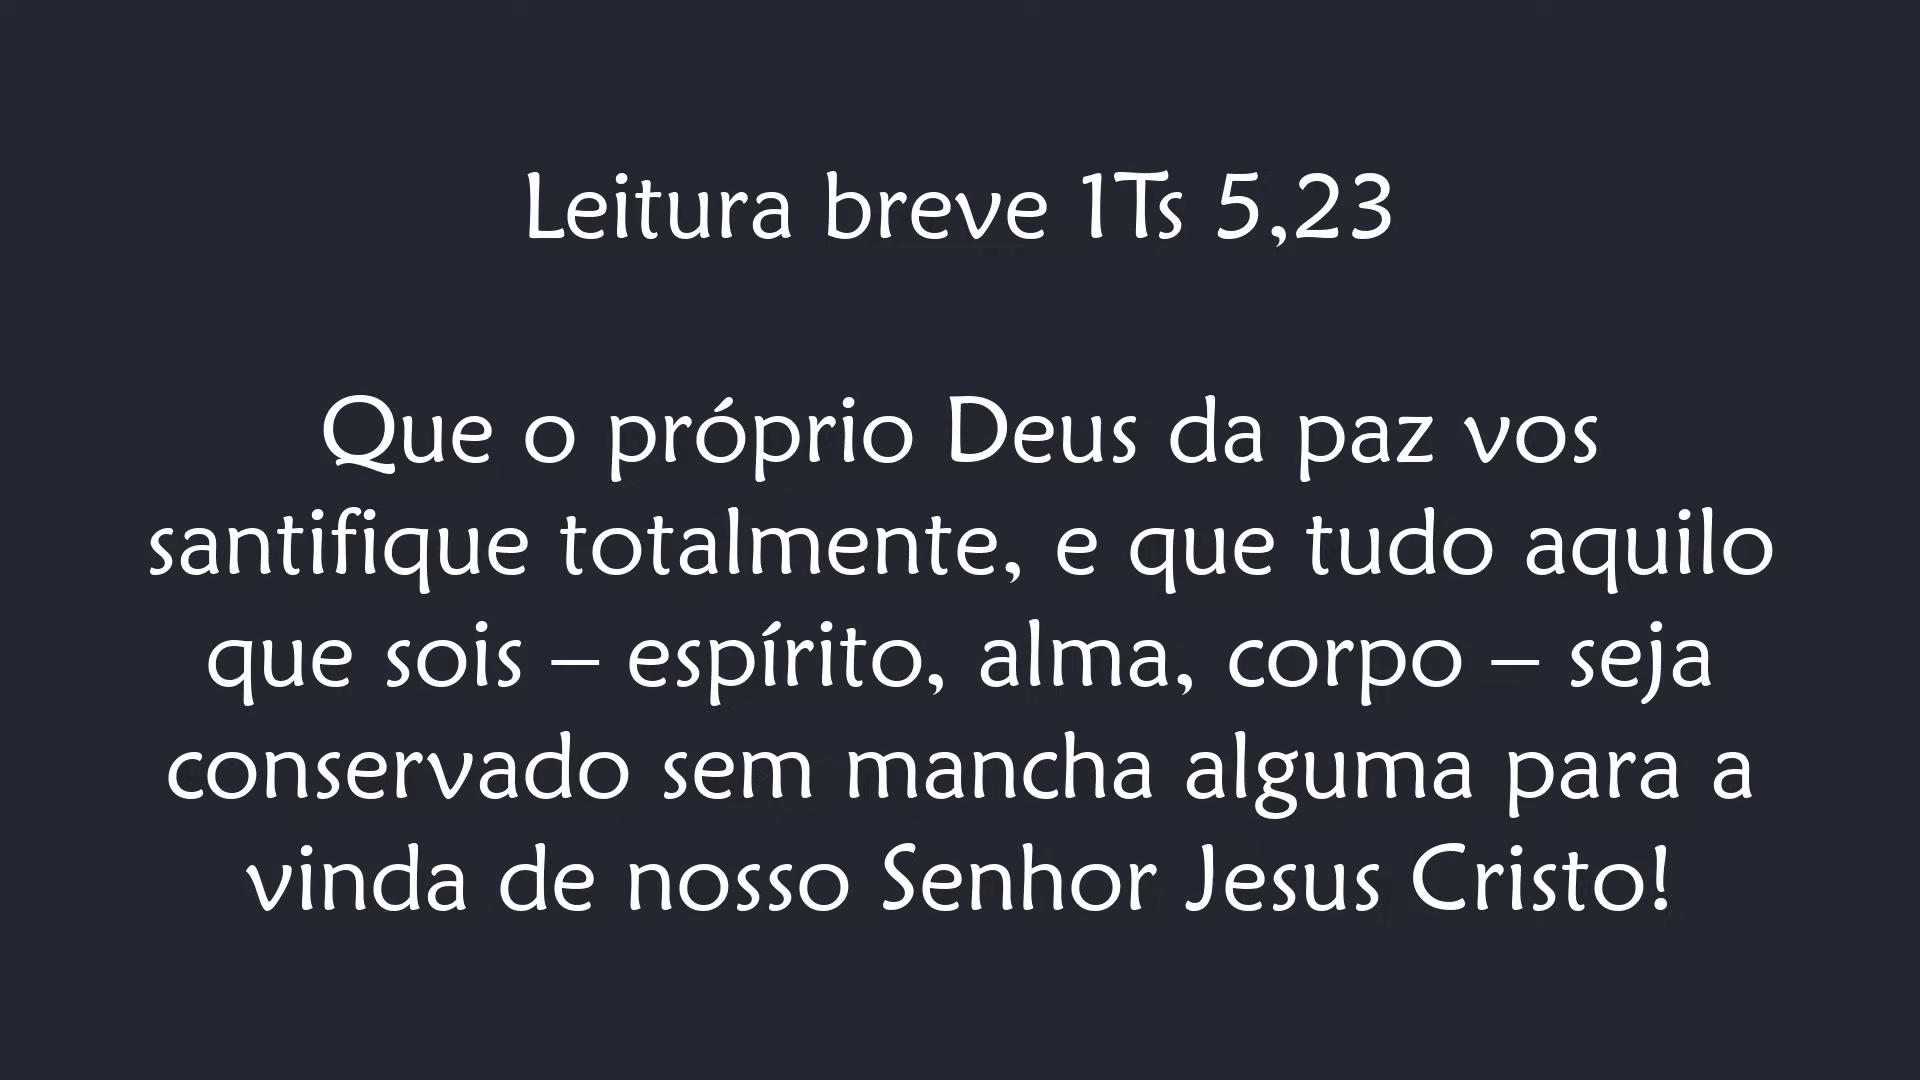 Leitura breve 1Ts 5,23
Que o próprio Deus da paz vos
santifique totalmente, e que tudo aquilo
que sois – espírito, alma, corpo – seja
conservado sem mancha alguma para a
vinda de nosso Senhor Jesus Cristo!